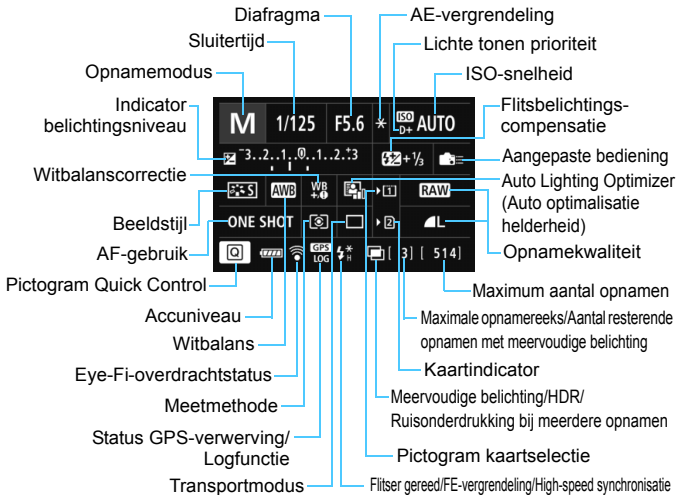 Diafragma
AE-vergrendeling
Sluitertijd
Lichte tonen prioriteit
Opnamemodus
ISO-snelheid
Indicator
belichtingsniveau
Flitsbelichtings-
compensatie
M 1/125 F5.6 * ISO D+ AUTO
-3..2..1..0..1..2.+3 +1/3
Witbalanscorrectie
Aangepaste bediening
S AWB WB +/- 1 RAW
Auto Lighting Optimizer
(Auto optimalisatie
helderheid)
Beeldstijl
ONE SHOT 2 L
AF-gebruik
Opnamekwaliteit
Q GPS LOG * H [ 3] [ 514]
Pictogram Quick Control
Maximum aantal opnamen
Accuniveau
Maximale opnamereeks/Aantal resterende
opnamen met meervoudige belichting
Witbalans
Kaartindicator
Eye-Fi-overdrachtstatus
Meervoudige belichting/HDR/
Ruisonderdrukking bij meerdere opnamen
Meetmethode
Status GPS-verwerving/
Logfunctie
Pictogram kaartselectie
Transportmodus
Flitser gereed/FE-vergrendeling/High-speed synchronisatie